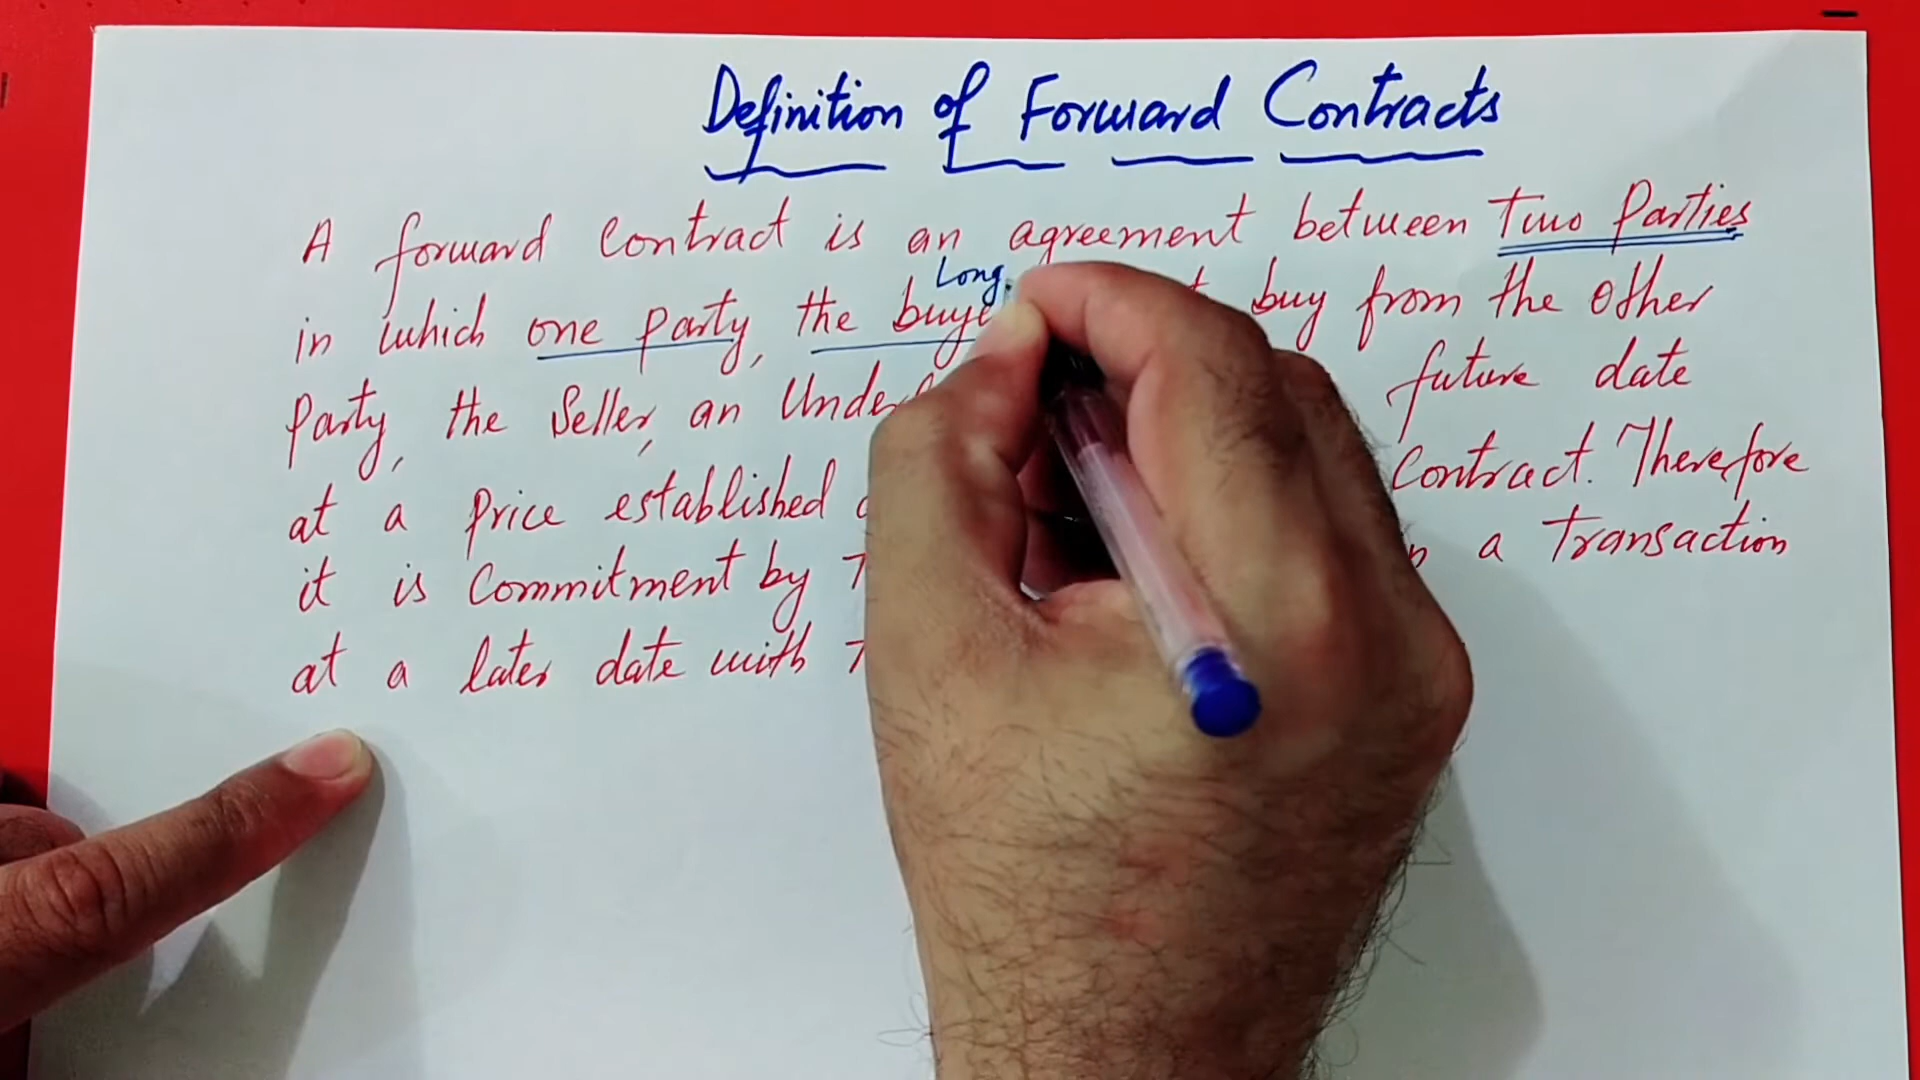 Definition of Forward Contracts
A forward Contract is an agreement between Two Parties
Long
in which one party, the buye buy from the other
Party, the Seller, an Under future date
at a Price established Contract. Therefore
it is Commitment by a Transaction
at a later date with